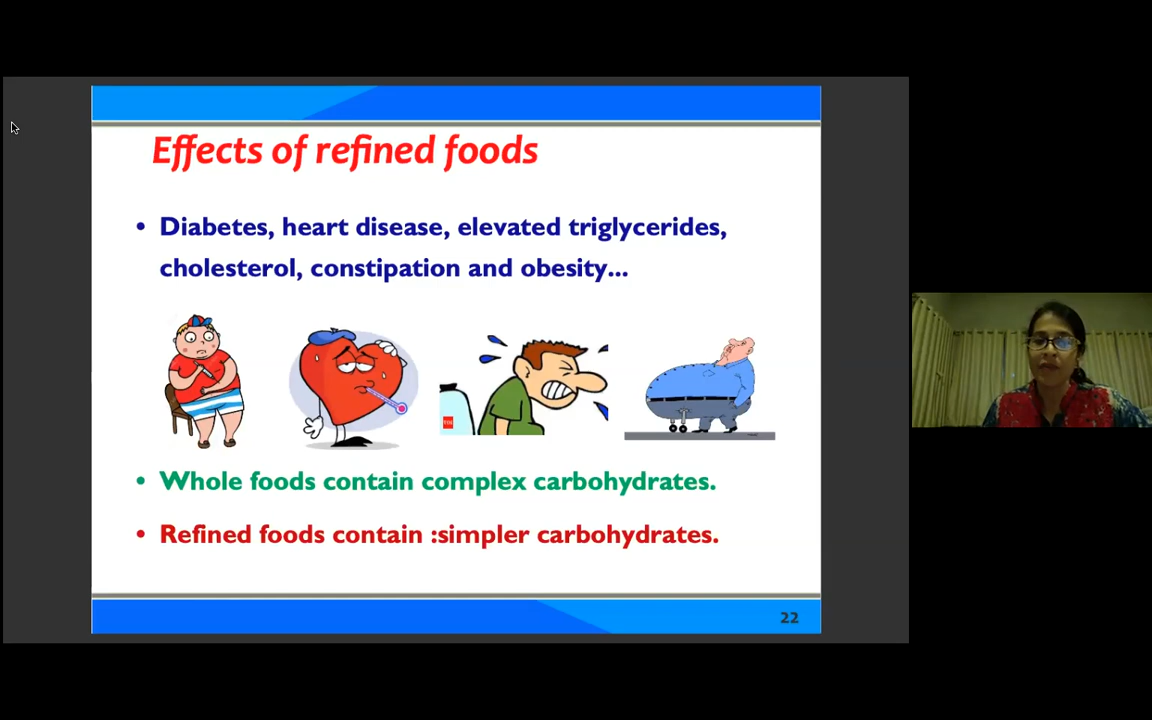 Effects of refined foods
• Diabetes, heart disease, elevated triglycerides,
cholesterol, constipation and obesity...
• Whole foods contain complex carbohydrates.
• Refined foods contain :simpler carbohydrates.
22